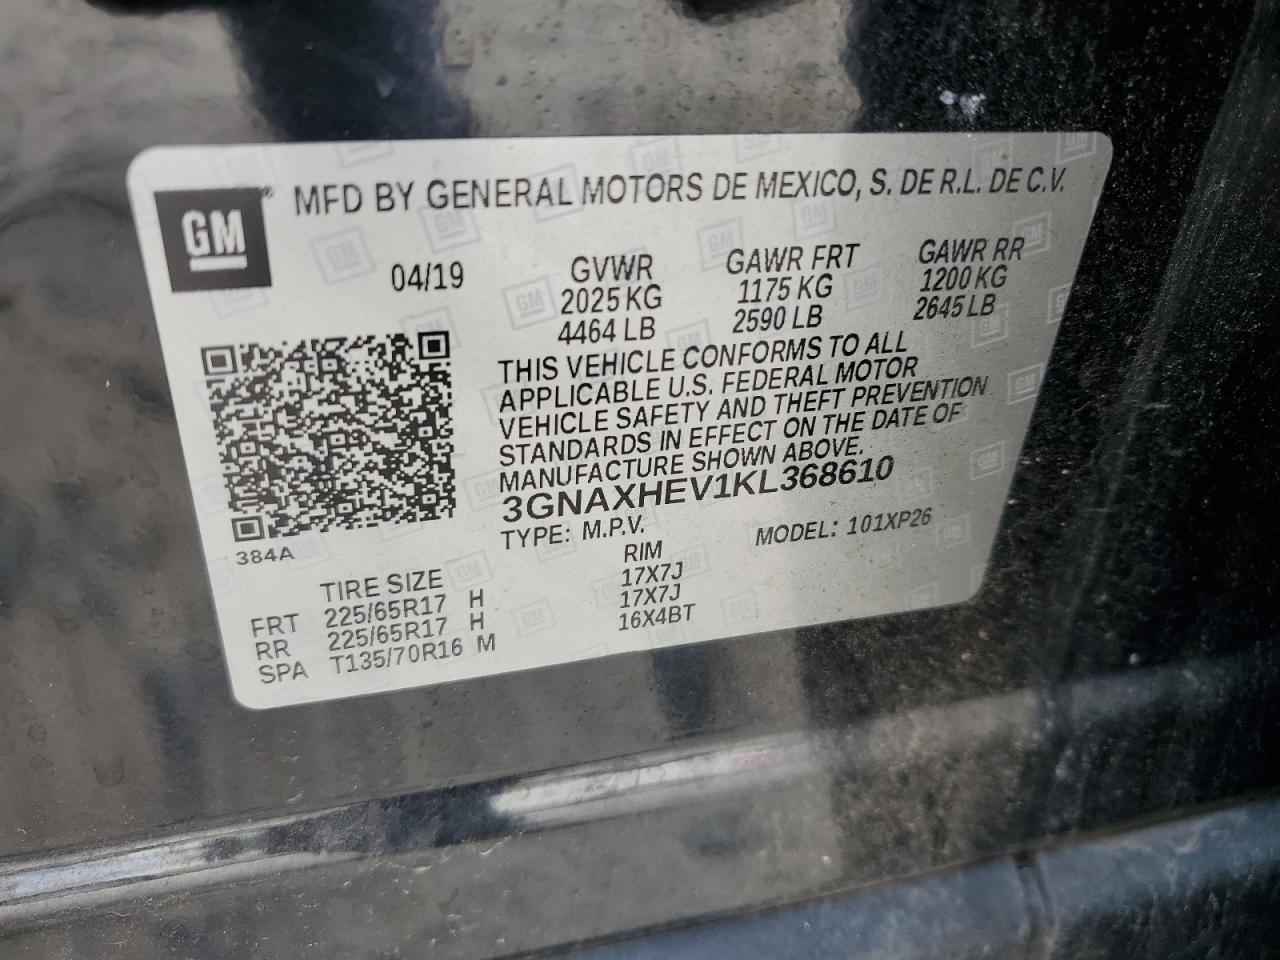 GM® MFD BY GENERAL MOTORS DE MEXICO, S. DE R.L. DE C.V.
04/19 GVWR GAWR FRT GAWR RR
2025 KG 1175 KG 1200 KG
4464 LB 2590 LB 2645 LB
THIS VEHICLE CONFORMS TO ALL
APPLICABLE U.S. FEDERAL MOTOR
VEHICLE SAFETY AND THEFT PREVENTION
STANDARDS IN EFFECT ON THE DATE OF
MANUFACTURE SHOWN ABOVE.
3GNAXHEV1KL368610
TYPE: M.P.V. MODEL: 101XP26
384A
TIRE SIZE RIM
FRT 225/65R17 H 17X7J
RR 225/65R17 H 17X7J
SPA T135/70R16 M 16X4BT